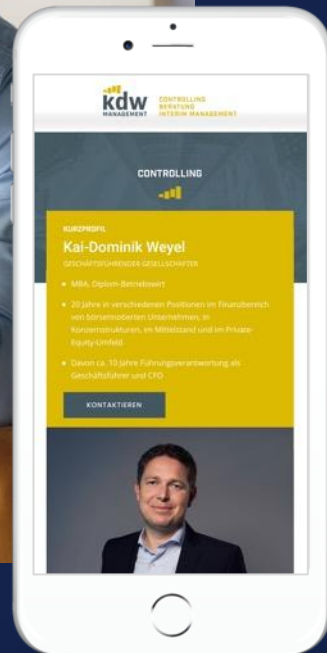 kdw
MANAGEMENT
CONTROLLING
BERATUNG
INTERIM MANAGEMENT
CONTROLLING
KURZPROFIL
Kai-Dominik Weyel
GESCHÄFTSFÜHRENDER GESELLSCHAFTER
MBA, Diplom-Betriebswirt
20 Jahre in verschiedenen Positionen im Finanzbereich
von börsennotierten Unternehmen, in
Konzernstrukturen, im Mittelstand und im Private-
Equity-Umfeld
Davon ca. 10 Jahre Führungsverantwortung als
Geschäftsführer und CFO
KONTAKTIEREN